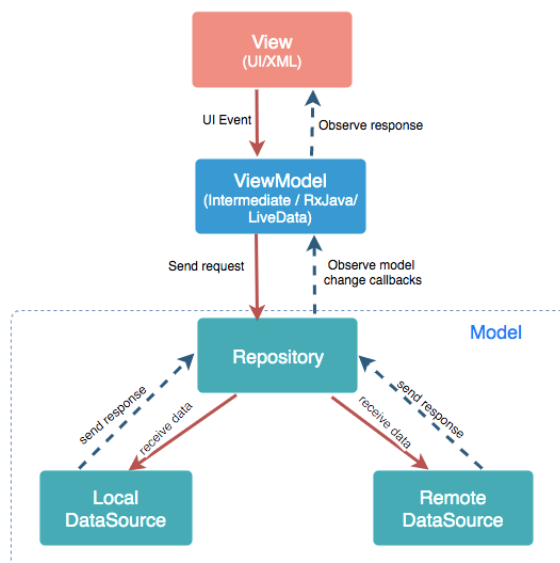 View
(UI/XML)
UI Event
Observe response
ViewModel
(Intermediate / RxJava/
LiveData)
Send request
Observe model
change callbacks
Model
Repository
send response
receive data
receive data
send response
Local
DataSource
Remote
DataSource